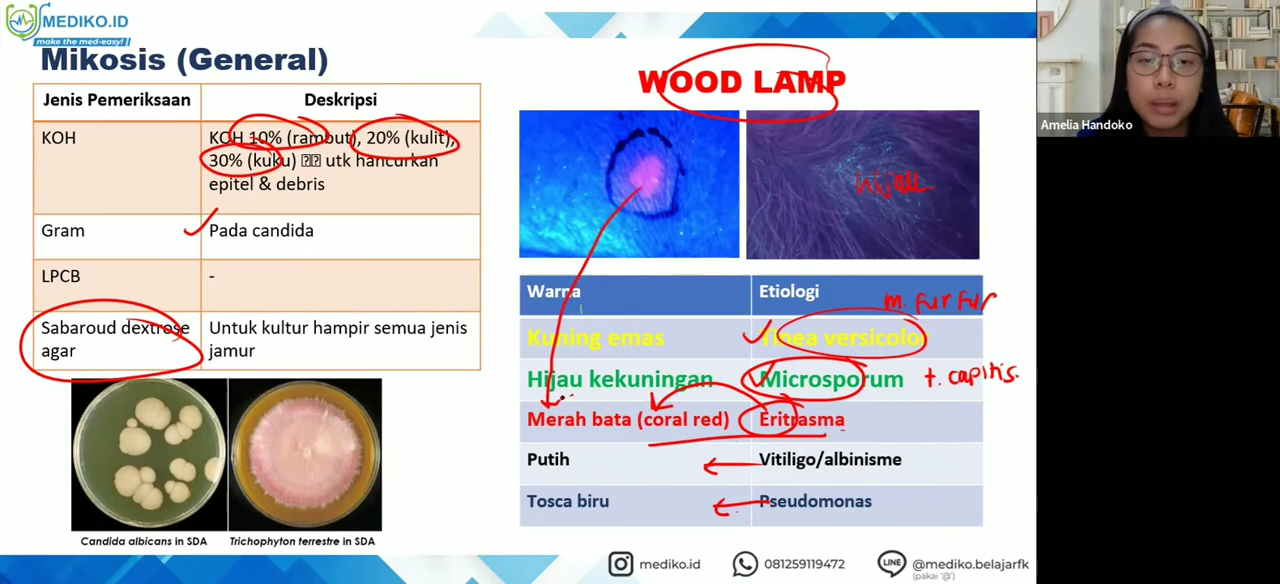 MEDIKO.ID
make the med-easy!
Mikosis (General)
Jenis Pemeriksaan
Deskripsi
KOH
KOH 10% (rambut), 20% (kulit),
30% (kuku) utk hancurkan
epitel & debris
Gram
Pada candida
LPCB
-
Sabaroud dextrose
agar
Untuk kultur hampir semua jenis
jamur
Candida albicans in SDA
Trichophyton terrestre in SDA
WOOD LAMP
hijau
Warna
Etiologi
m. furfur
Kuning emas
Tinea versicolor
Hijau kekuningan
Microsporum
t. capitis.
Merah bata (coral red)
Eritrasma
Putih
Vitiligo/albinisme
Tosca biru
Pseudomonas
mediko.id
081259119472
LINE
@mediko.belajarfk
(pakai '@')
Amelia Handoko